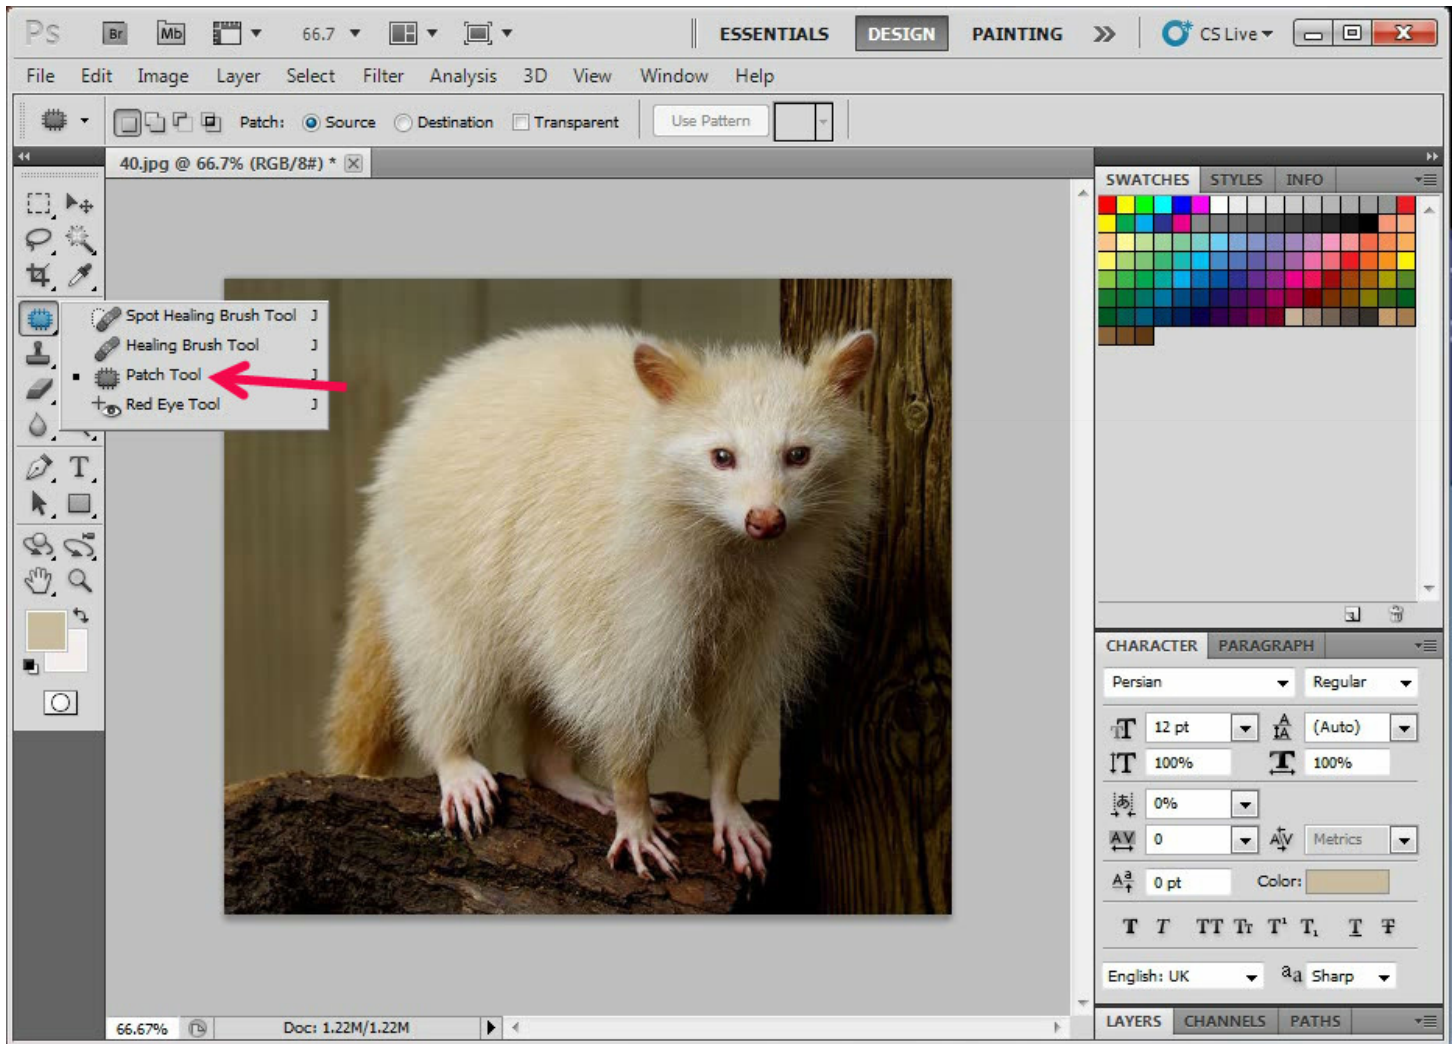 Ps Br Mb 66.7 ESSENTIALS DESIGN PAINTING CS Live
File Edit Image Layer Select Filter Analysis 3D View Window Help
Patch: Source Destination Transparent Use Pattern
40.jpg @ 66.7% (RGB/8#) *
SWATCHES STYLES INFO
Spot Healing Brush Tool J
Healing Brush Tool J
Patch Tool J
Red Eye Tool J
T
CHARACTER PARAGRAPH
Persian Regular
12 pt (Auto)
100% 100%
0%
0 Metrics
0 pt Color:
T T TT Tr T¹ T₁ T T
English: UK aa Sharp
66.67% Doc: 1.22M/1.22M
LAYERS CHANNELS PATHS